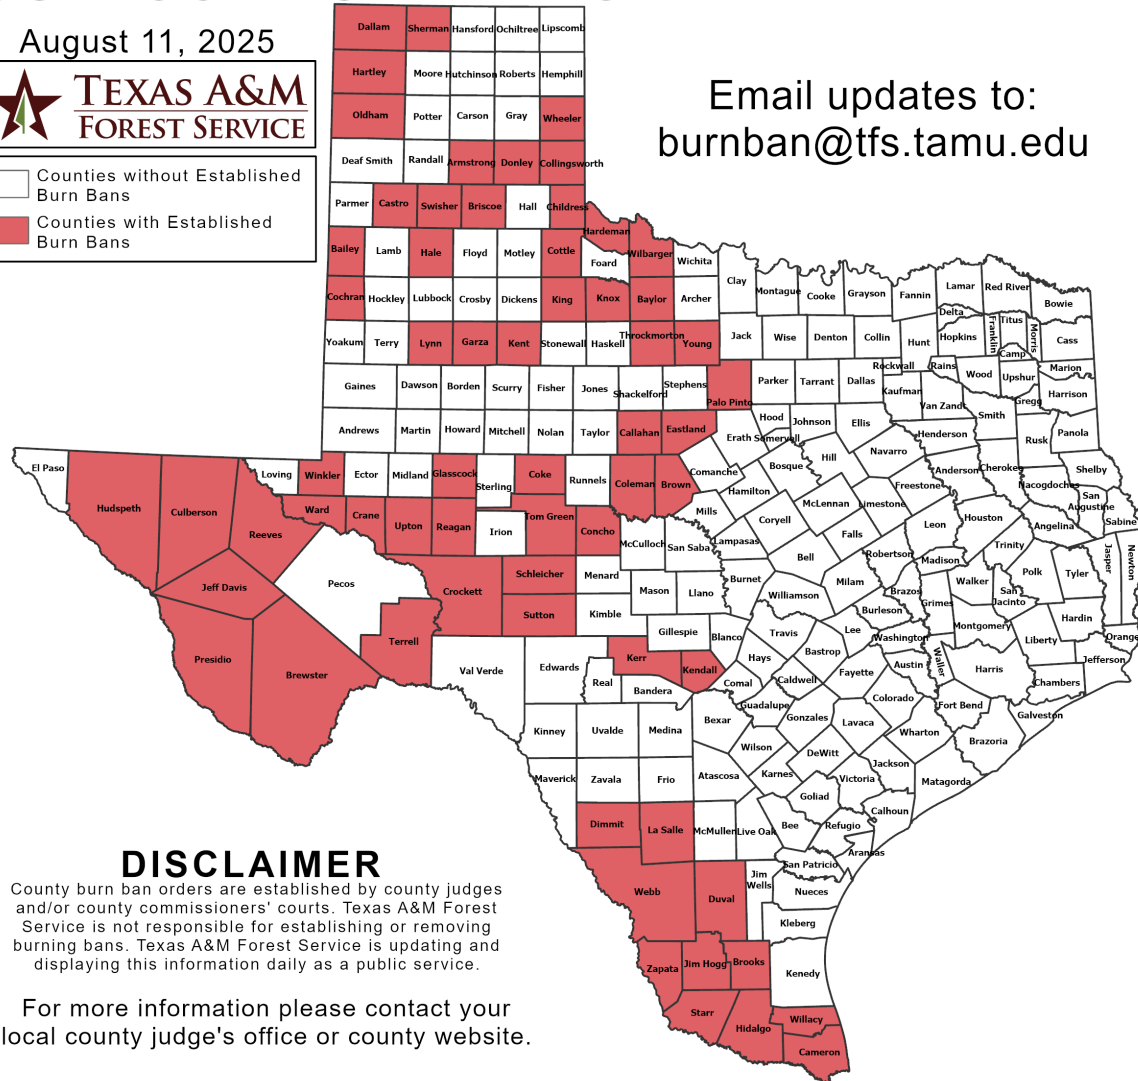 August 11, 2025
TEXAS A&M
FOREST SERVICE
Counties without Established
Burn Bans
Counties with Established
Burn Bans
Email updates to:
burnban@tfs.tamu.edu
Dallam Sherman Hansford Ochiltree Lipscomb
Hartley Moore Hutchinson Roberts Hemphill
Oldham Potter Carson Gray Wheeler
Deaf Smith Randall Armstrong Donley Collingsworth
Parmer Castro Swisher Briscoe Hall Childress
Hardeman
Bailey Lamb Hale Floyd Motley Cottle Foard Wilbarger Wichita
Clay Montague Cooke Grayson Fannin Lamar Red River Bowie
Cochran Hockley Lubbock Crosby Dickens King Knox Baylor Archer
Delta Franklin Titus Morris
Yoakum Terry Lynn Garza Kent Stonewall Haskell Throckmorton Young Jack Wise Denton Collin Hunt Hopkins Cass
Camp
Rockwall Rains Wood Upshur Marion
Gaines Dawson Borden Scurry Fisher Jones Shackelford Stephens Palo Pinto Parker Tarrant Dallas Kaufman Van Zandt Smith Gregg Harrison
Andrews Martin Howard Mitchell Nolan Taylor Callahan Eastland Erath Hood Somervell Johnson Ellis Henderson Rusk Panola
El Paso Loving Winkler Ector Midland Glasscock Sterling Coke Runnels Coleman Brown Comanche Bosque Hill Navarro Anderson Cherokee Nacogdoches Shelby
Hudspeth Culberson Reeves Ward Crane Upton Reagan Irion Tom Green Concho Mills Hamilton McLennan Limestone Freestone San
Augustine
Sabine
McCulloch San Saba Lampasas Coryell Falls Leon Houston Angelina
Jeff Davis Pecos Crockett Schleicher Menard Burnet Bell Robertson Madison Trinity Jasper Newton
Sutton Mason Llano Williamson Milam Brazos Grimes Walker San
Jacinto
Polk Tyler
Terrell Kimble Gillespie Blanco Travis Lee Burleson Washington Montgomery Liberty Hardin Orange
Presidio Brewster Val Verde Edwards Kerr Kendall Hays Bastrop Austin Waller Harris Jefferson
Real Bandera Comal Caldwell Fayette Colorado Chambers
Kinney Uvalde Medina Bexar Guadalupe Gonzales Lavaca Wharton Fort Bend Galveston
Brazoria
Wilson DeWitt Jackson
Maverick Zavala Frio Atascosa Karnes Victoria Matagorda
Goliad Calhoun
Dimmit La Salle McMullen Live Oak Bee Refugio
Aransas
San Patricio
Webb Duval Jim
Wells
Nueces
Kleberg
Zapata Jim Hogg Brooks Kenedy
Starr Hidalgo Willacy
Cameron
DISCLAIMER
County burn ban orders are established by county judges
and/or county commissioners' courts. Texas A&M Forest
Service is not responsible for establishing or removing
burning bans. Texas A&M Forest Service is updating and
displaying this information daily as a public service.
For more information please contact your
local county judge's office or county website.